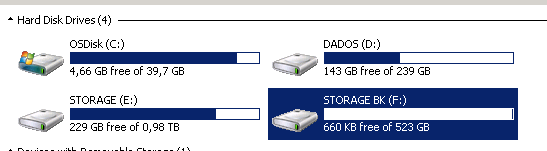 Hard Disk Drives (4)
OSDisk (C:)
4,66 GB free of 39,7 GB
DADOS (D:)
143 GB free of 239 GB
STORAGE (E:)
229 GB free of 0,98 TB
STORAGE BK (F:)
660 KB free of 523 GB
Devices with Removable Storage (1)